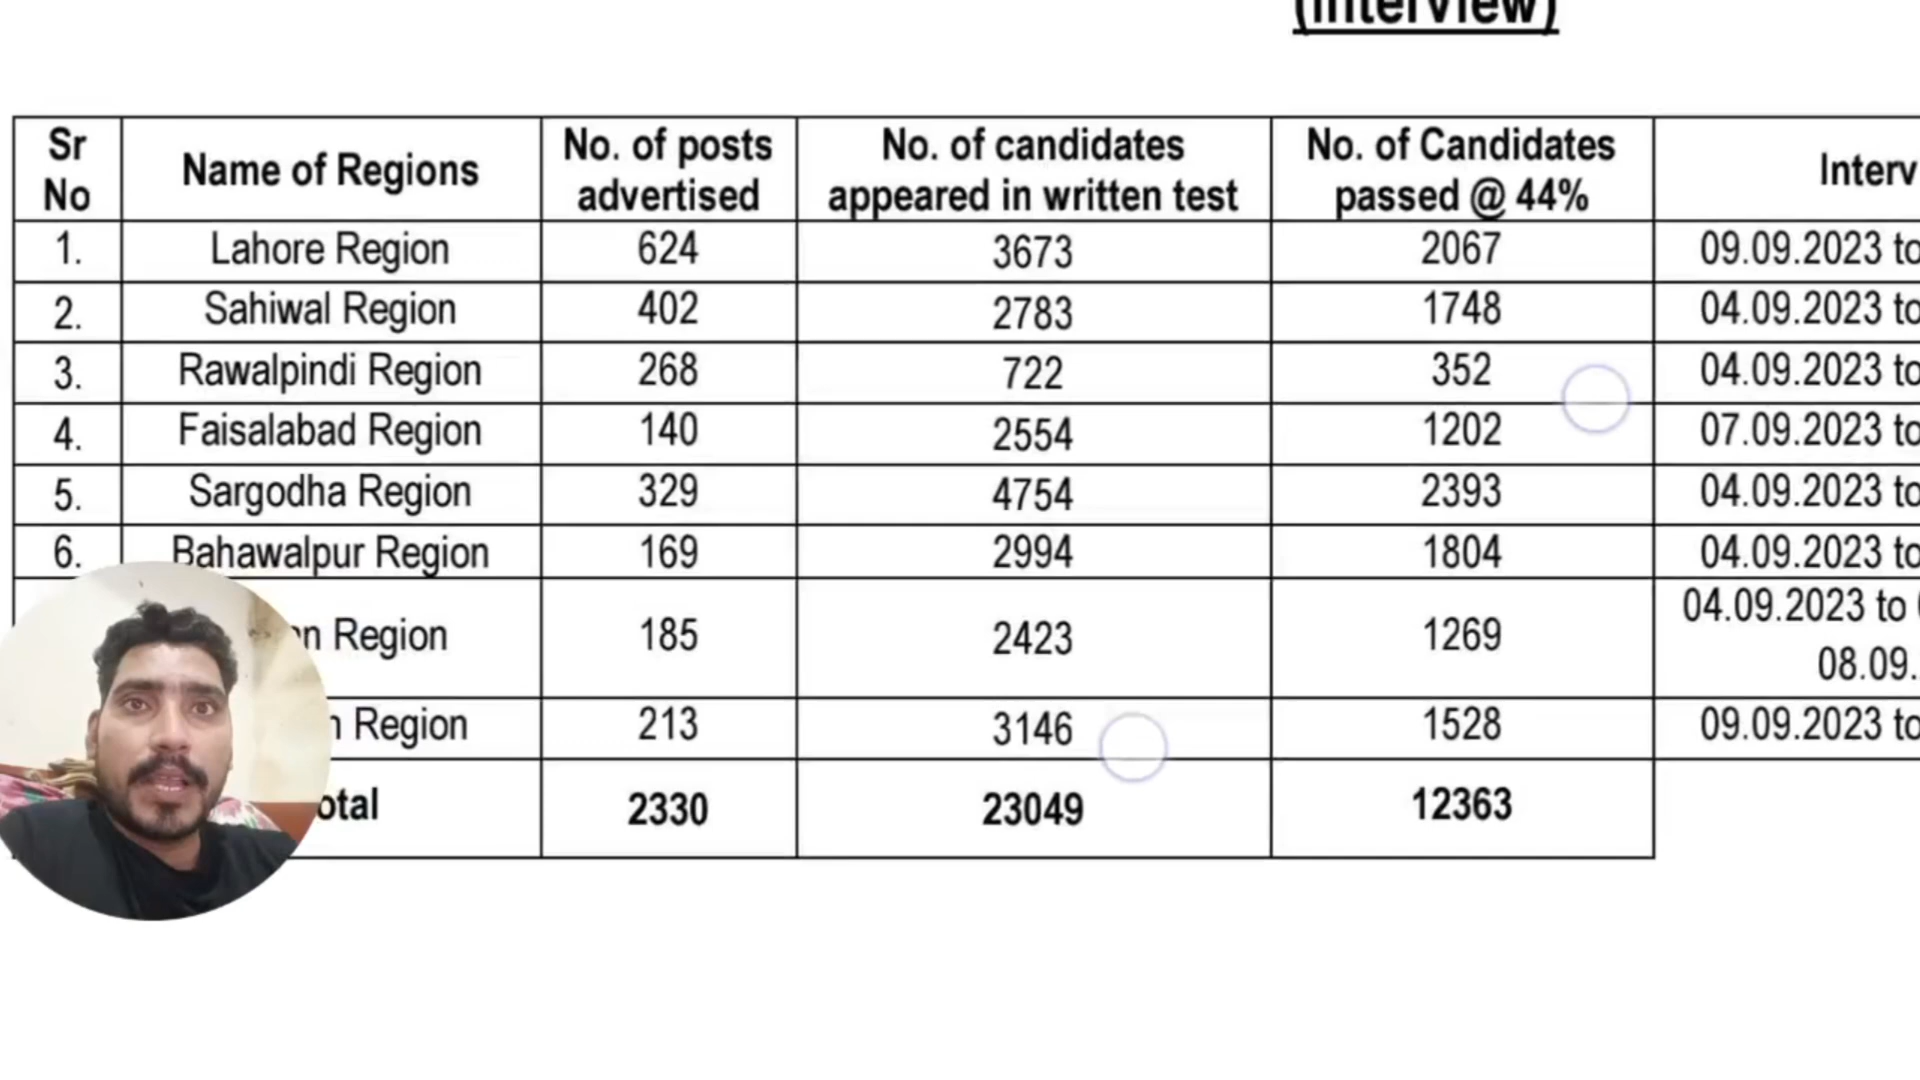 (Interview)
Sr No | Name of Regions | No. of posts advertised | No. of candidates appeared in written test | No. of Candidates passed @ 44% | Interv
1. | Lahore Region | 624 | 3673 | 2067 | 09.09.2023 to
2. | Sahiwal Region | 402 | 2783 | 1748 | 04.09.2023 to
3. | Rawalpindi Region | 268 | 722 | 352 | 04.09.2023 to
4. | Faisalabad Region | 140 | 2554 | 1202 | 07.09.2023 to
5. | Sargodha Region | 329 | 4754 | 2393 | 04.09.2023 to
6. | Bahawalpur Region | 169 | 2994 | 1804 | 04.09.2023 to
n Region | 185 | 2423 | 1269 | 04.09.2023 to 08.09.
Region | 213 | 3146 | 1528 | 09.09.2023 to
otal | 2330 | 23049 | 12363